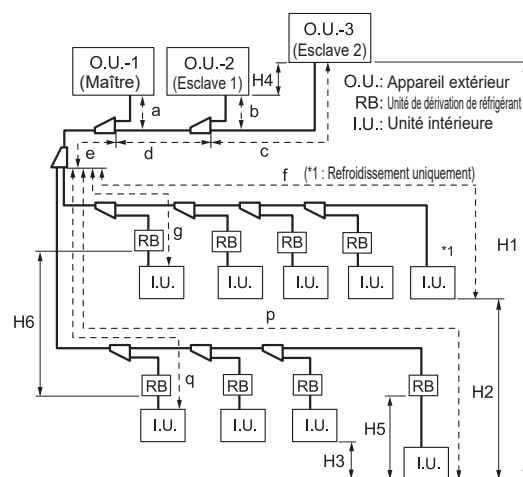 O.U.-1
(Maître)
O.U.-2
(Esclave 1)
O.U.-3
(Esclave 2)
H4
O.U.: Appareil extérieur
RB: Unité de dérivation de réfrigérant
I.U.: Unité intérieure
a
b
e
d
c
f
(*1 : Refroidissement uniquement)
g
RB
RB
RB
RB
*1
I.U.
I.U.
I.U.
I.U.
I.U.
H1
H6
p
H2
q
RB
RB
RB
RB
I.U.
I.U.
I.U.
H5
H3
I.U.